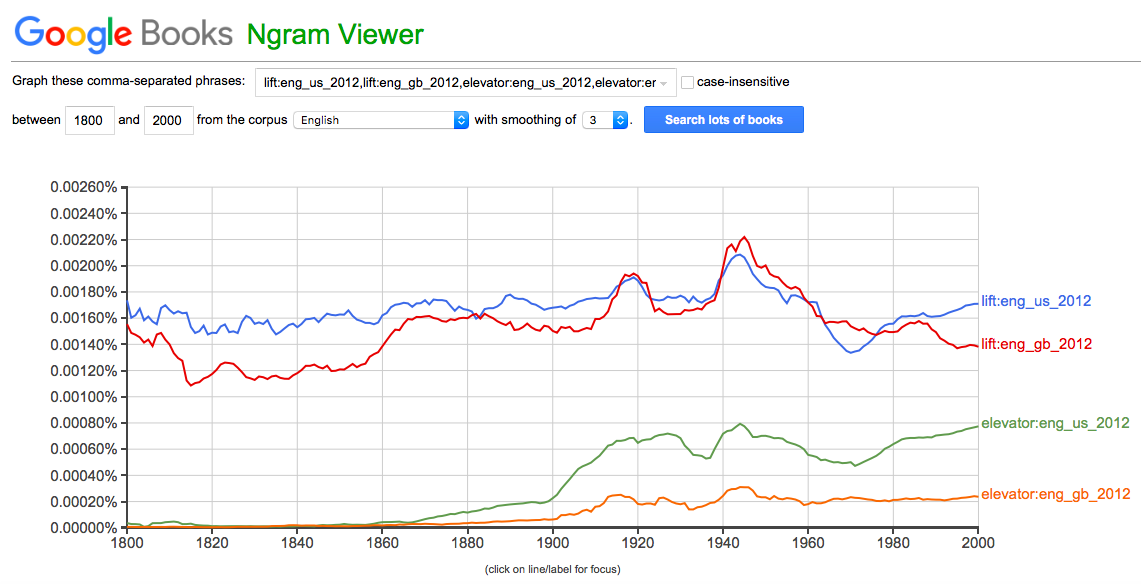 Google Books Ngram Viewer
Graph these comma-separated phrases: lift:eng_us_2012,lift:eng_gb_2012,elevator:eng_us_2012,elevator:er case-insensitive
between 1800 and 2000 from the corpus English with smoothing of 3 . Search lots of books
0.00260%
0.00240%
0.00220%
0.00200%
0.00180%
lift:eng_us_2012
0.00160%
0.00140%
lift:eng_gb_2012
0.00120%
0.00100%
0.00080%
elevator:eng_us_2012
0.00060%
0.00040%
0.00020%
elevator:eng_gb_2012
0.00000%
1800 1820 1840 1860 1880 1900 1920 1940 1960 1980 2000
(click on line/label for focus)